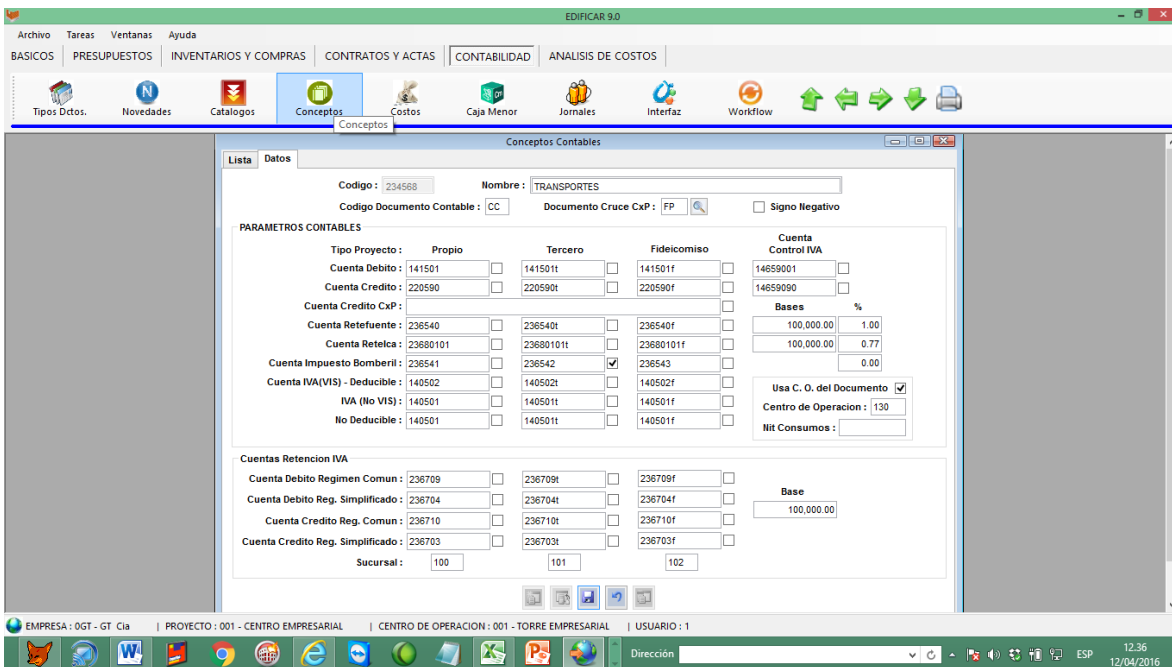 EDIFICAR 9.0
Archivo Tareas Ventanas Ayuda
BASICOS PRESUPUESTOS INVENTARIOS Y COMPRAS CONTRATOS Y ACTAS CONTABILIDAD ANALISIS DE COSTOS
Tipos Dctos. Novedades Catalogos Conceptos Costos Caja Menor Jornales Interfaz Workflow
Conceptos
Conceptos Contables
Lista Datos
Codigo : 234568 Nombre : TRANSPORTES
Codigo Documento Contable : CC Documento Cruce CxP : FP Signo Negativo
PARAMETROS CONTABLES
Cuenta
Tipo Proyecto : Propio Tercero Fideicomiso Control IVA
Cuenta Debito : 141501 141501t 141501f 14659001
Cuenta Credito : 220590 220590t 220590f 14659090
Cuenta Credito CxP : Bases %
Cuenta Retefuente : 236540 236540t 236540f 100,000.00 1.00
Cuenta ReteIca : 23680101 23680101t 23680101f 100,000.00 0.77
Cuenta Impuesto Bomberil : 236541 236542 236543 0.00
Cuenta IVA(VIS) - Deducible : 140502 140502t 140502f Usa C. O. del Documento
IVA (No VIS) : 140501 140501t 140501f Centro de Operacion : 130
No Deducible : 140501 140501t 140501f Nit Consumos :
Cuentas Retencion IVA
Cuenta Debito Regimen Comun : 236709 236709t 236709f
Cuenta Debito Reg. Simplificado : 236704 236704t 236704f Base
Cuenta Credito Reg. Comun : 236710 236710t 236710f 100,000.00
Cuenta Credito Reg. Simplificado : 236703 236703t 236703f
Sucursal : 100 101 102
EMPRESA : 0GT - GT Cia | PROYECTO : 001 - CENTRO EMPRESARIAL | CENTRO DE OPERACION : 001 - TORRE EMPRESARIAL | USUARIO : 1
Dirección ESP 12.36
12/04/2016